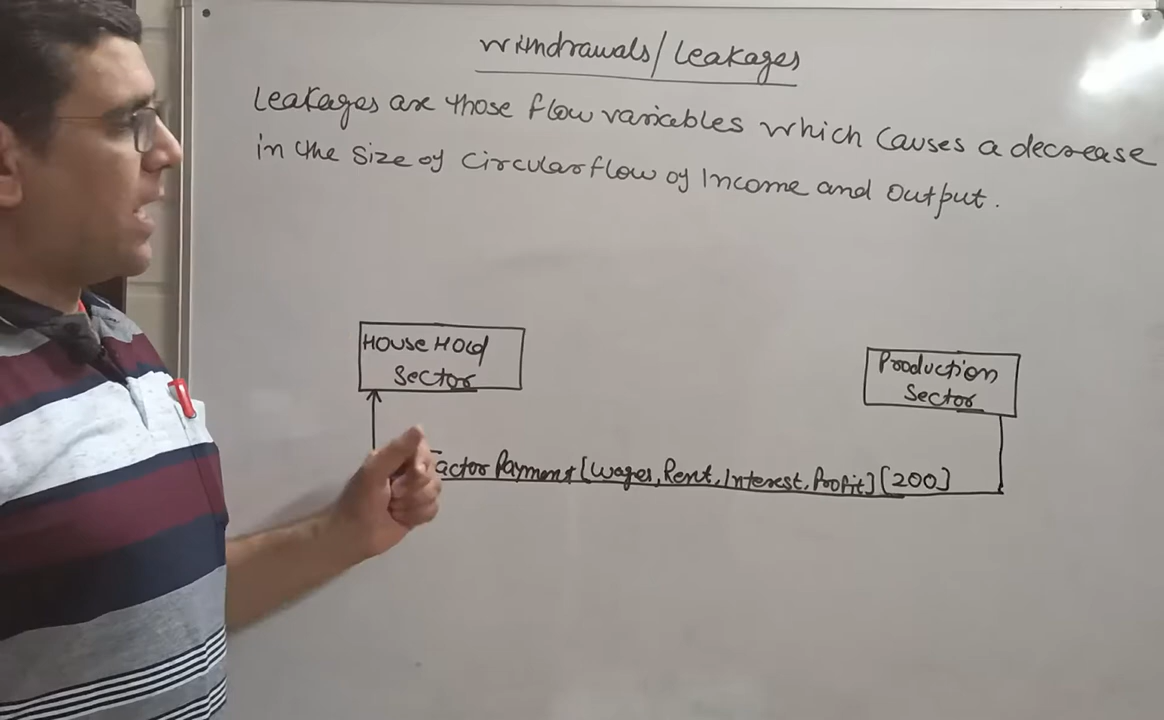 Withdrawals/Leakages
Leakages are those flow variables which causes a decrease
in the size of circular flow of Income and output.
House Hold
Sector
Production
Sector
Factor Payment [Wages, Rent, Interest, Profit] [200]